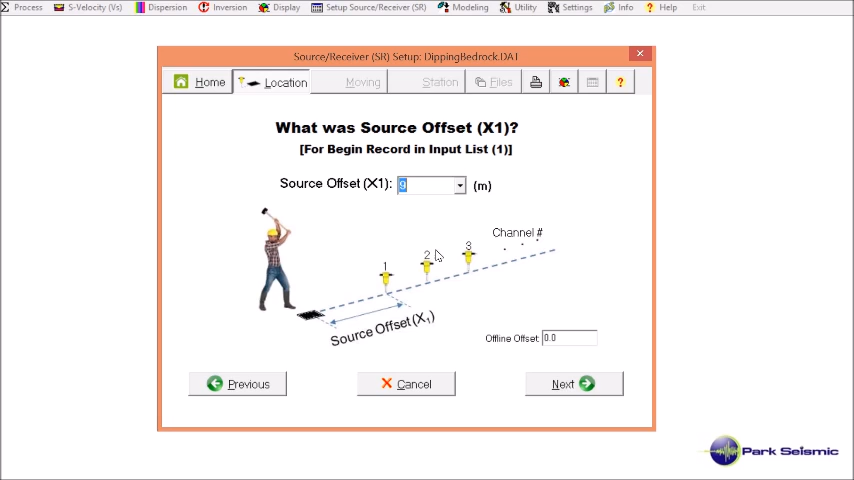 Process S-Velocity (Vs) Dispersion Inversion Display Setup Source/Receiver (SR) Modeling Utility Settings Info Help Exit
Source/Receiver (SR) Setup: DippingBedrock.DAT
Home Location Moving Station Files
What was Source Offset (X1)?
[For Begin Record in Input List (1)]
Source Offset (X1): 9 (m)
Channel #
1 2 3
Source Offset (X1)
Offline Offset: 0.0
Previous Cancel Next
Park Seismic